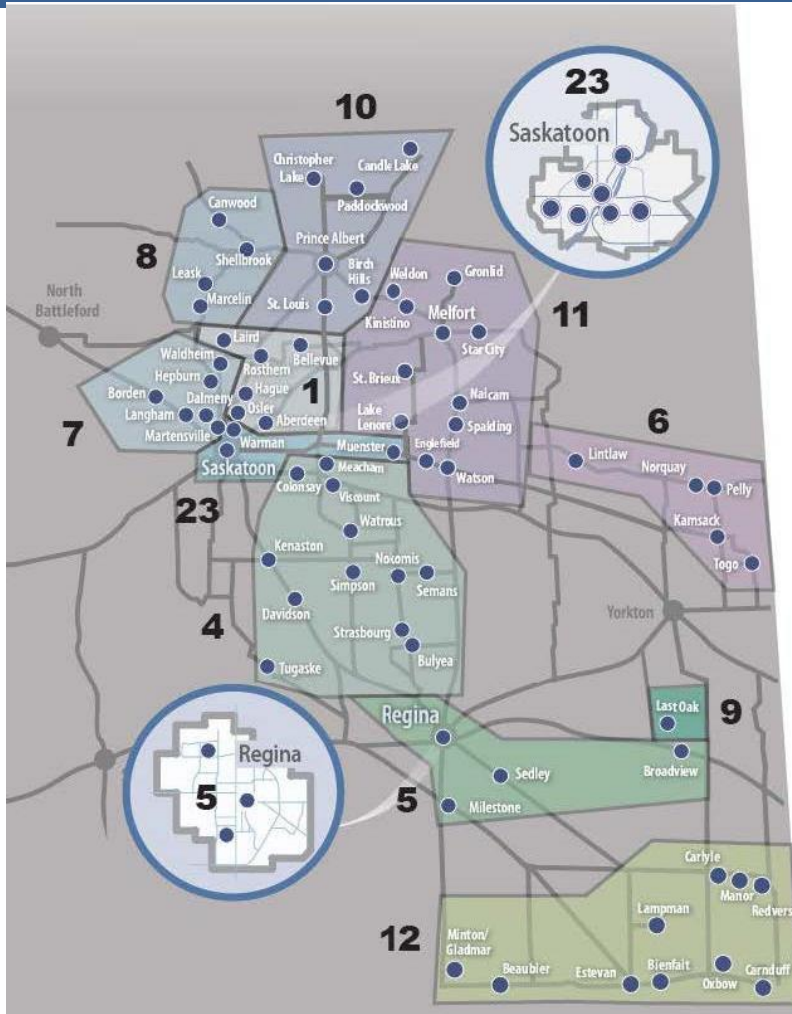 10
23
Saskatoon
Christopher
Lake
Candle Lake
Paddockwood
Canwood
8
Shellbrook
Prince Albert
Birch
Hills
Weldon
Gronlid
Leask
Marcelin
St. Louis
Kinistino
Melfort
Star City
11
North
Battleford
Laird
Waldheim
Rosthern
Bellevue
Hepburn
Hague
1
St. Brieux
Borden
Dalmeny
Osler
Naicam
Langham
Aberdeen
Lake
Lenore
Spalding
7
Martensville
Warman
Muenster
Englefield
6
Lintlaw
Norquay
Pelly
Saskatoon
Meacham
Watson
Colonsay
Viscount
23
Watrous
Kamsack
Kenaston
Nokomis
Togo
Simpson
Semans
Davidson
4
Strasbourg
Yorkton
Bulyea
Tugaske
Regina
Last Oak
9
Regina
Sedley
Broadview
5
5
Milestone
Carlyle
Manor
Redvers
Lampman
12
Minton/
Gladmar
Beaubier
Estevan
Bienfait
Oxbow
Carnduff